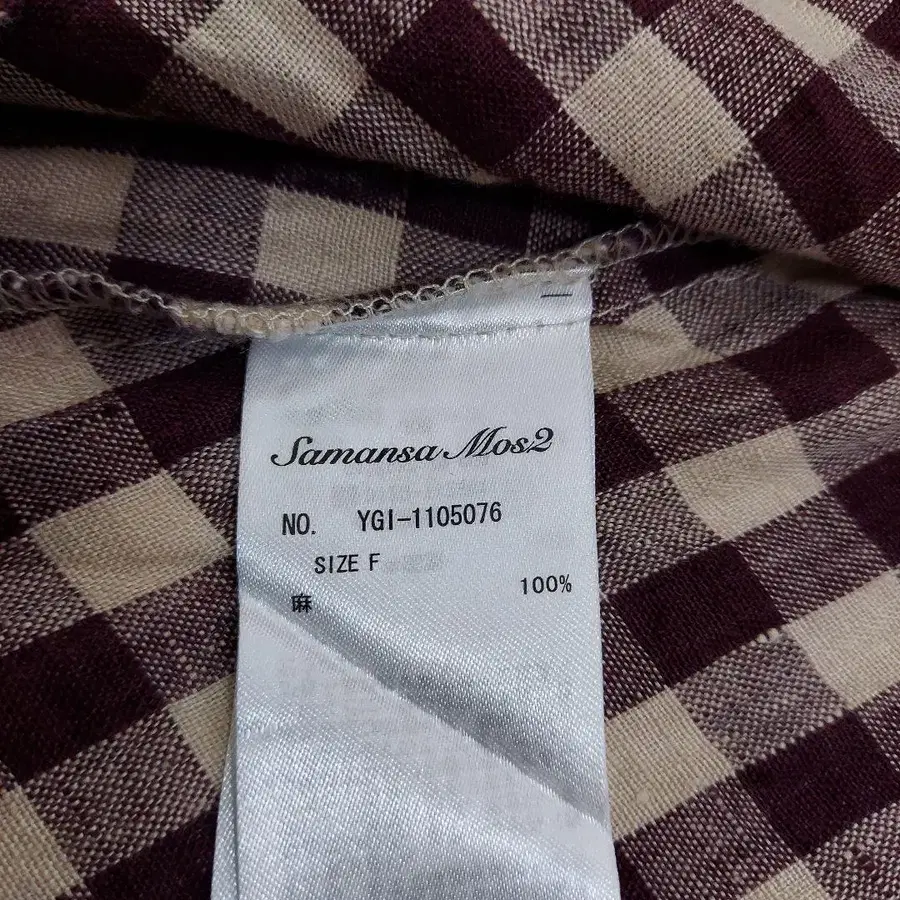 Samansa Mos2
NO. YGI-1105076
SIZE F
麻 100%